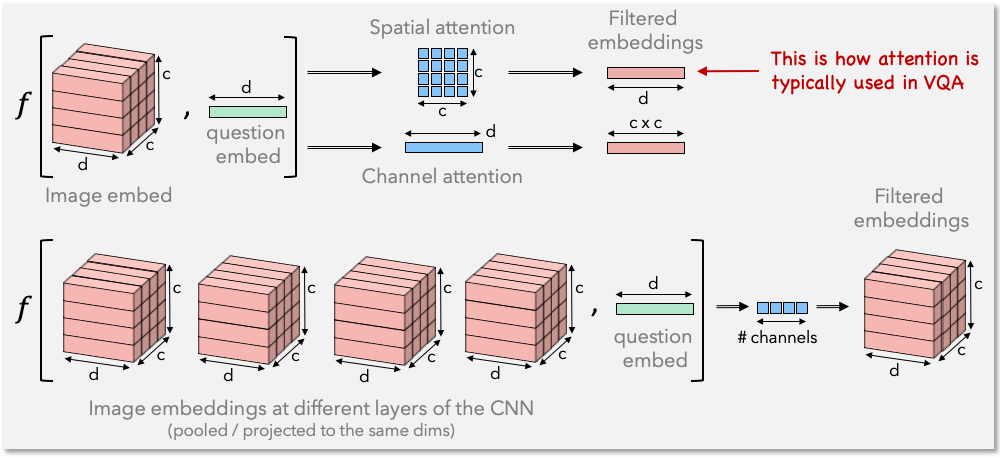 Spatial attention
Filtered
embeddings
This is how attention is
typically used in VQA
f
c
d
c
,
d
question
embed
c
c
d
Image embed
d
Channel attention
c x c
Filtered
embeddings
f
c
d
c
c
d
c
c
d
c
c
d
c
,
d
question
embed
# channels
c
d
c
Image embeddings at different layers of the CNN
(pooled / projected to the same dims)